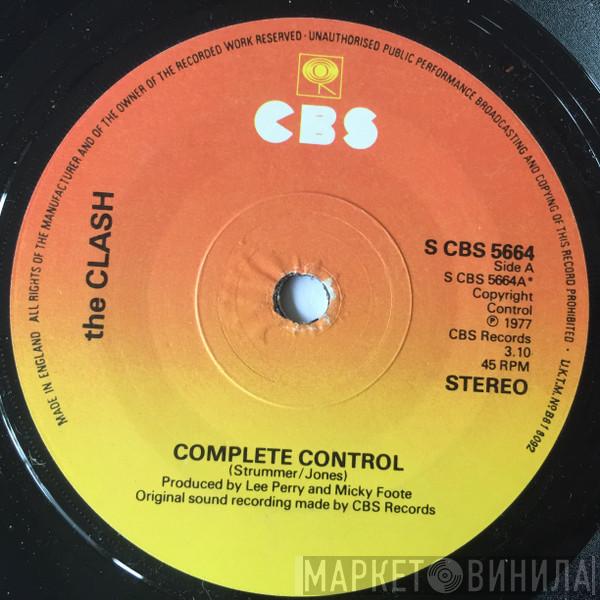 MADE IN ENGLAND ALL RIGHTS OF THE MANUFACTURER AND OF THE OWNER OF THE RECORDED WORK RESERVED · UNAUTHORISED PUBLIC PERFORMANCE BROADCASTING AND COPYING OF THIS RECORD PROHIBITED · U.K.T.M. Nº B618092
CBS
the CLASH
S CBS 5664
Side A
S CBS 5664A*
Copyright
Control
℗ 1977
CBS Records
3.10
45 RPM
STEREO
COMPLETE CONTROL
(Strummer/Jones)
Produced by Lee Perry and Micky Foote
Original sound recording made by CBS Records
МАРКЕТ ВИНИЛА